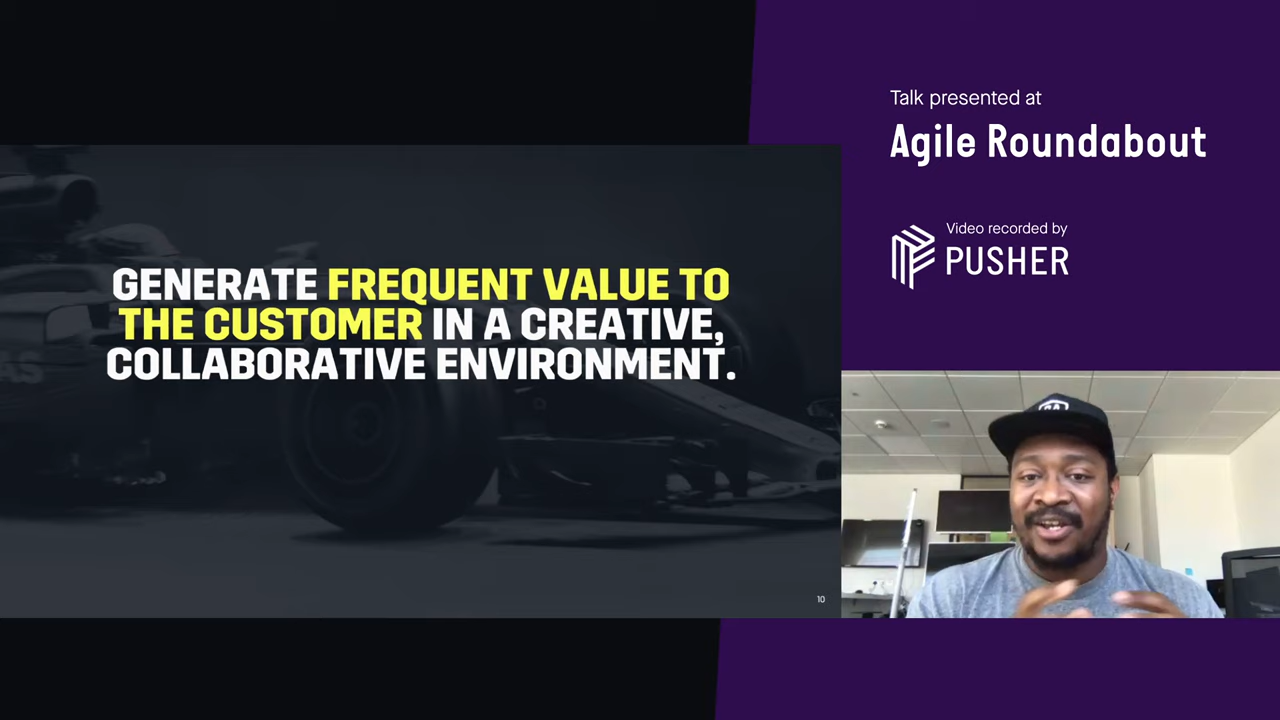 GENERATE FREQUENT VALUE TO
THE CUSTOMER IN A CREATIVE,
COLLABORATIVE ENVIRONMENT.
10
Talk presented at
Agile Roundabout
Video recorded by
PUSHER